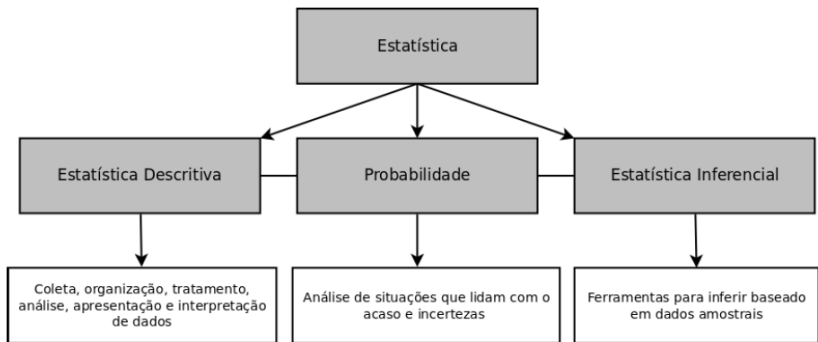 Estatística
Estatística Descritiva
Probabilidade
Estatística Inferencial
Coleta, organização, tratamento,
análise, apresentação e interpretação
de dados
Análise de situações que lidam com o
acaso e incertezas
Ferramentas para inferir baseado
em dados amostrais